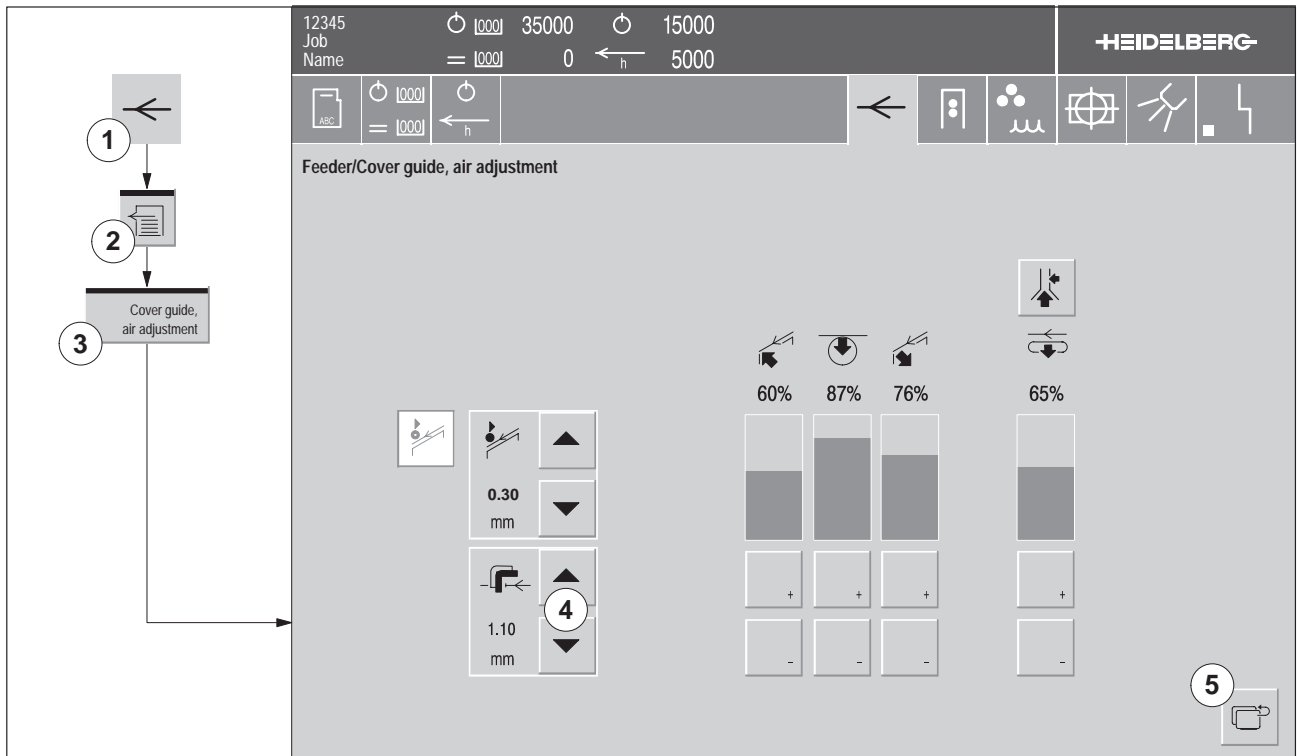 12345
Job
Name
000 35000 15000
= 000 0 h 5000
HEIDELBERG
ABC
000
= 000
h
1
2
Cover guide,
air adjustment
3
Feeder/Cover guide, air adjustment
60% 87% 76% 65%
0.30
mm
1.10
mm
4
+ + + +
- - - -
5